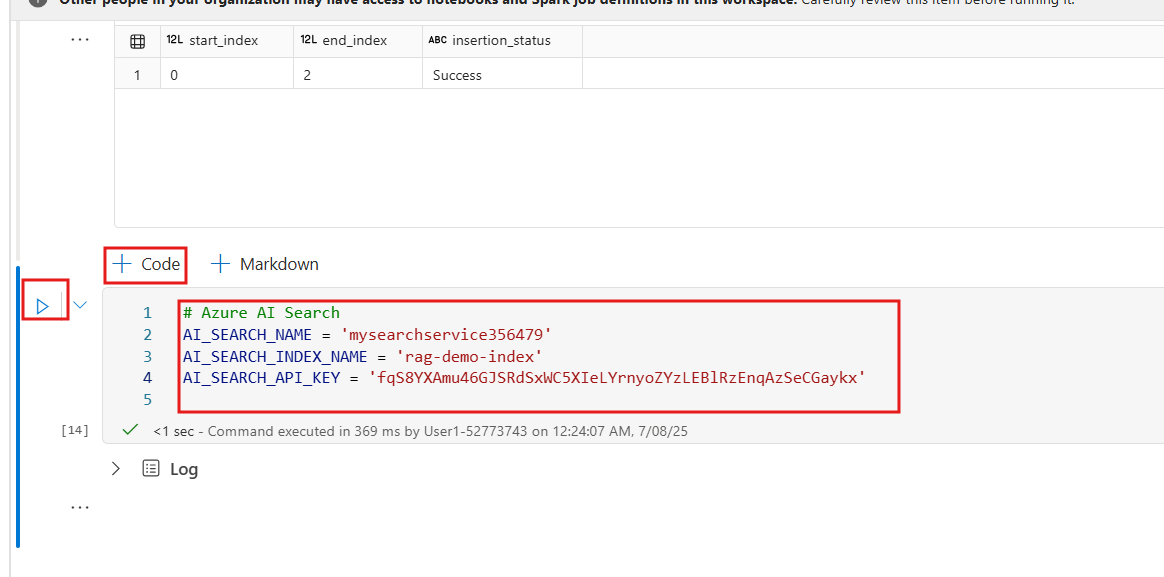 Other people in your organization may have access to notebooks and Spark job definitions in this workspace. Carefully review this item before running it.
12L start_index 12L end_index ABC insertion_status
1 0 2 Success
+ Code + Markdown
1 # Azure AI Search
2 AI_SEARCH_NAME = 'mysearchservice356479'
3 AI_SEARCH_INDEX_NAME = 'rag-demo-index'
4 AI_SEARCH_API_KEY = 'fqS8YXAmu46GJSRdSxWC5XIeLYrnyoZYzLEBlRzEnqAzSeCGaykx'
5
[14] <1 sec - Command executed in 369 ms by User1-52773743 on 12:24:07 AM, 7/08/25
Log